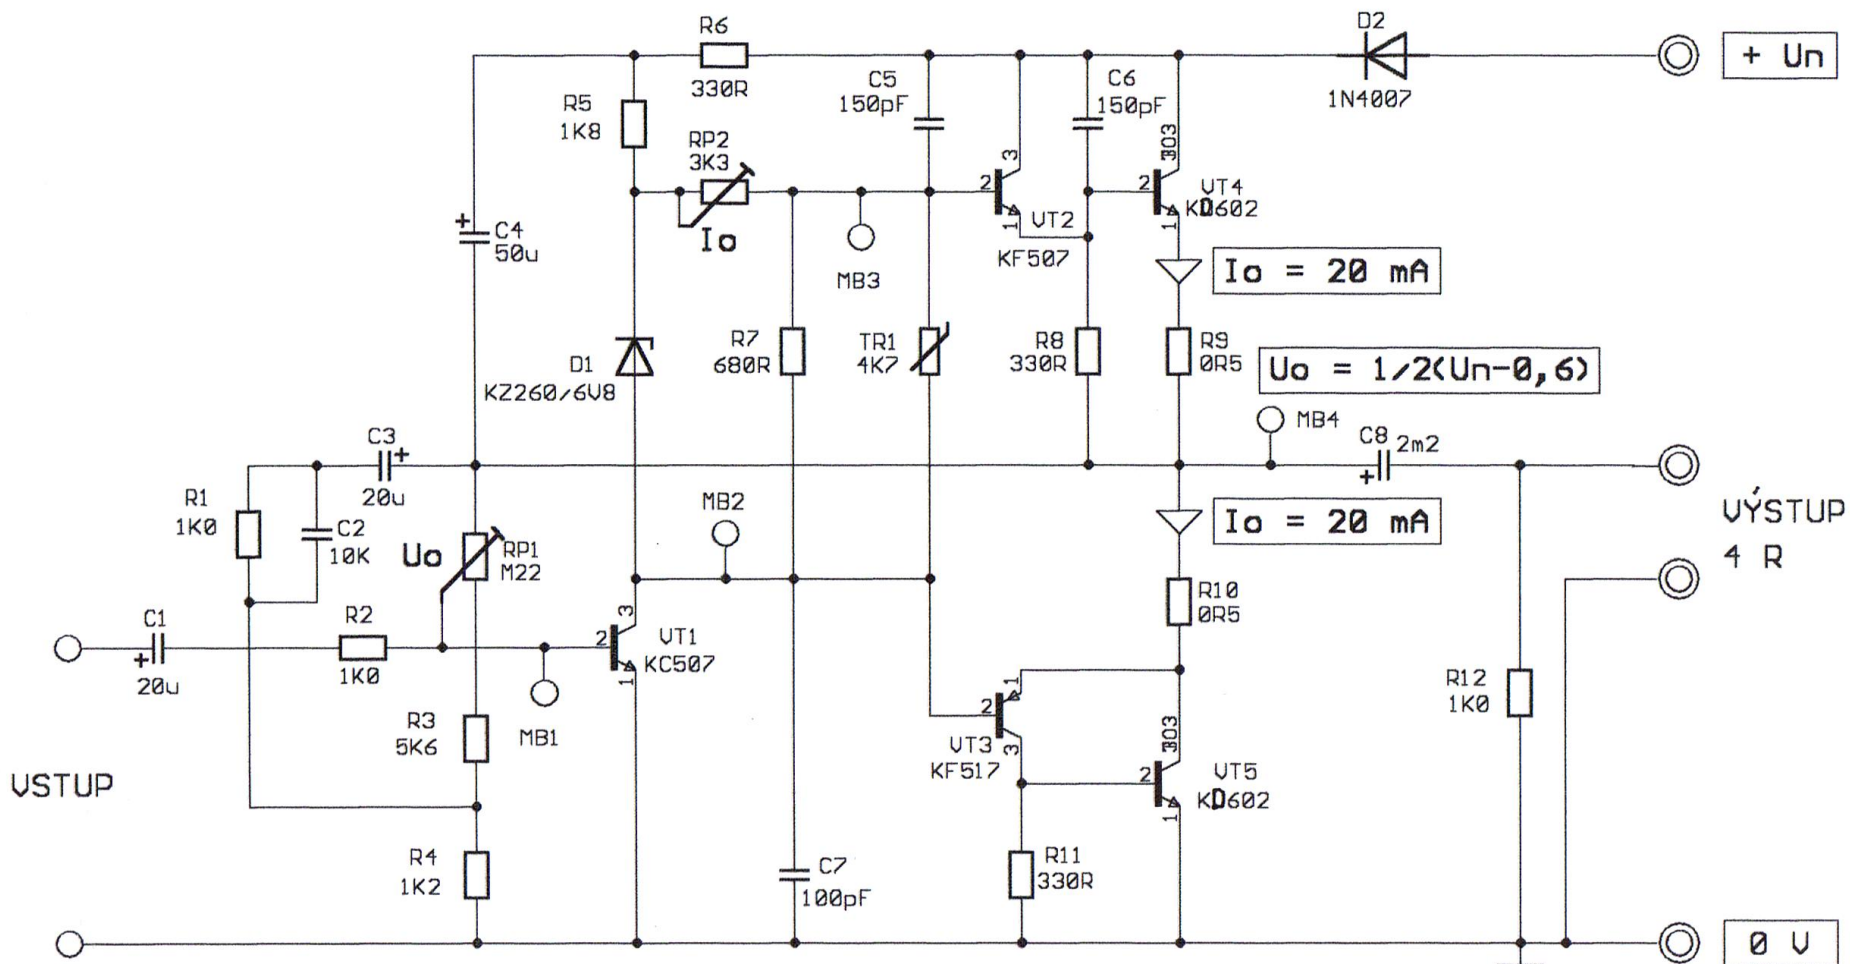 R6
330R
D2
1N4007
+ Un
C5
150pF
C6
150pF
R5
1K8
RP2
3K3
Io
3
2
1
VT2
KF507
2
1
VT4
KD602
C4
50u
+
MB3
Io = 20 mA
D1
KZ260/6V8
R7
680R
TR1
4K7
R8
330R
R9
0R5
Uo = 1/2(Un-0,6)
MB4
C8
2m2
+
C3
+
20u
R1
1K0
C2
10K
Uo
RP1
M22
MB2
Io = 20 mA
VÝSTUP
4 R
C1
+
20u
R2
1K0
3
2
1
VT1
KC507
R10
0R5
MB1
R3
5K6
1
2
3
VT3
KF517
2
1
VT5
KD602
R12
1K0
VSTUP
R4
1K2
C7
100pF
R11
330R
0 V